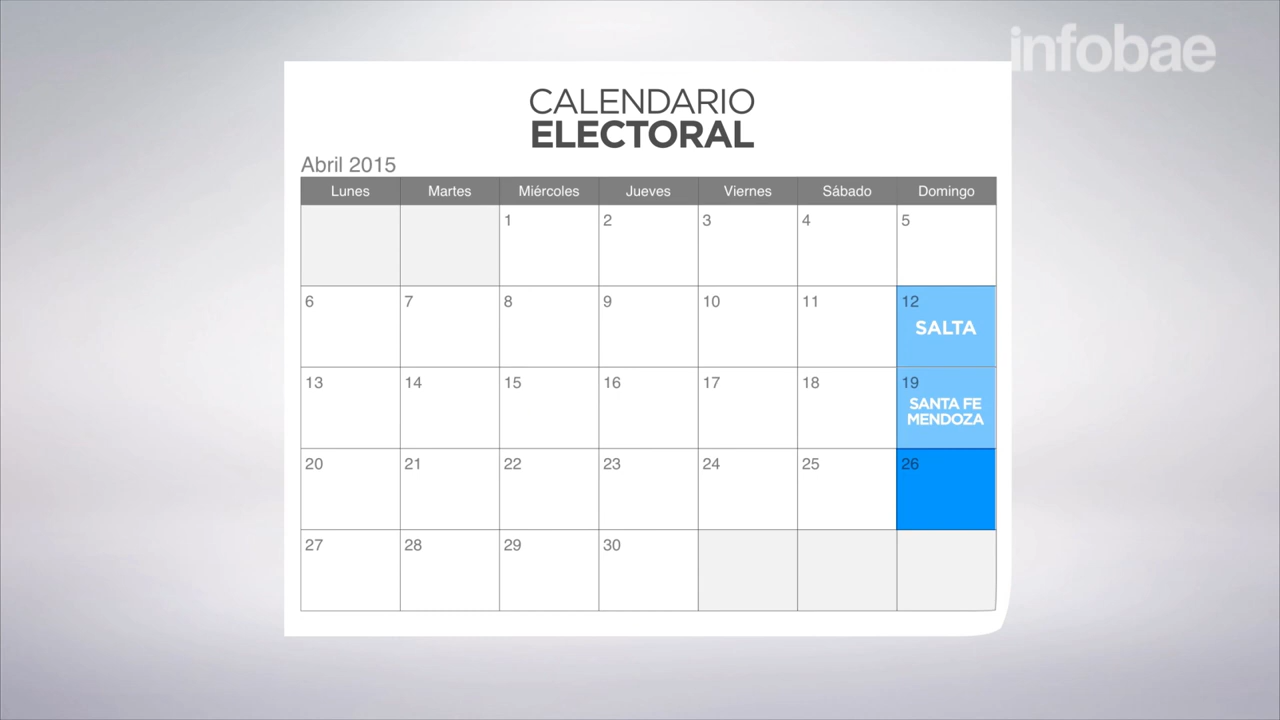 infobae
CALENDARIO
ELECTORAL
Abril 2015
Lunes Martes Miércoles Jueves Viernes Sábado Domingo
1 2 3 4 5
6 7 8 9 10 11 12
SALTA
13 14 15 16 17 18 19
SANTA FE
MENDOZA
20 21 22 23 24 25 26
27 28 29 30